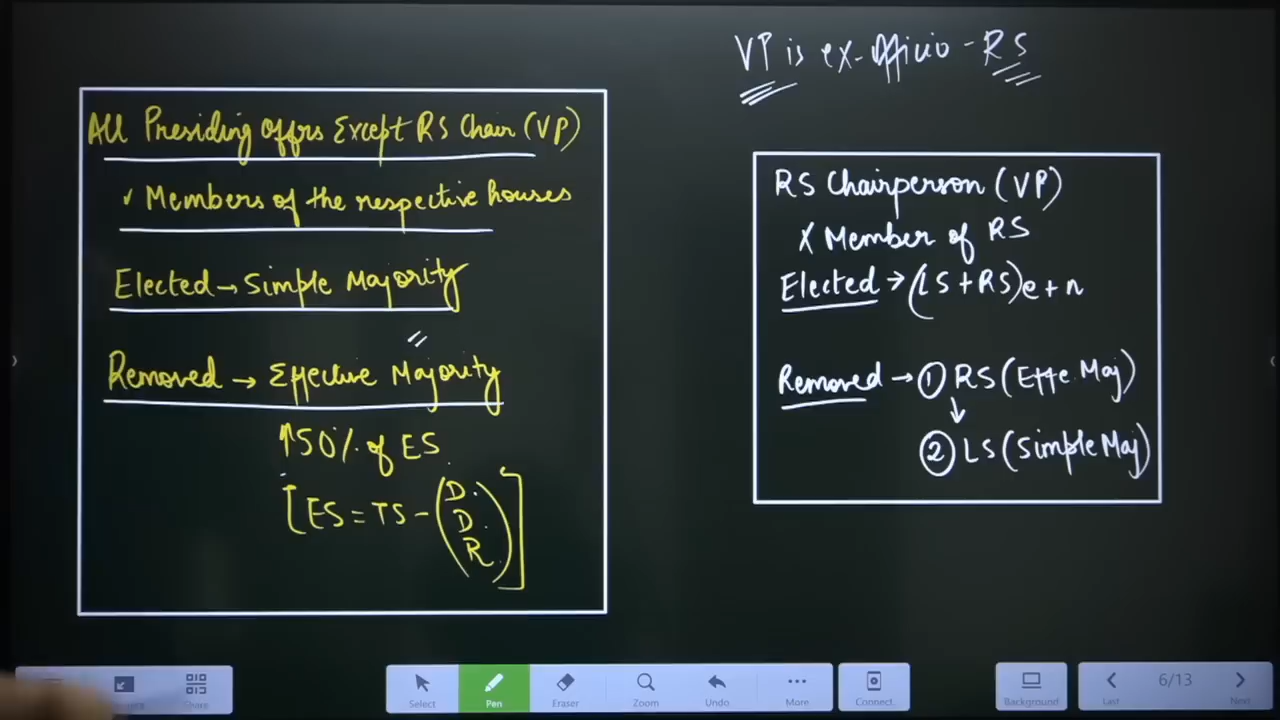 VP is ex-officio - RS
All Presiding Offrs Except RS Chair (VP)
✓ Members of the respective houses
Elected → Simple Majority
Removed → Effective Majority
↑50% of ES
[ES = TS - (D.
D.
R.)]
RS Chairperson (VP)
X Member of RS
Elected → (LS + RS)e + n
Removed → ① RS (Effe. Maj)
↓
② LS (Simple Maj)
Share
Select
Pen
Eraser
Zoom
Undo
More
Connect
Background
Last
6/13
Next